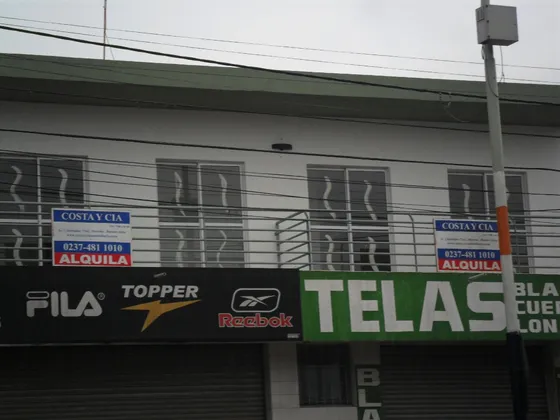 COSTA Y CIA
0237-481 1010
ALQUILA
COSTA Y CIA
0237-481 1010
ALQUILA
FILA
TOPPER
Reebok
TELAS
BLA
CUE
LON
BLA